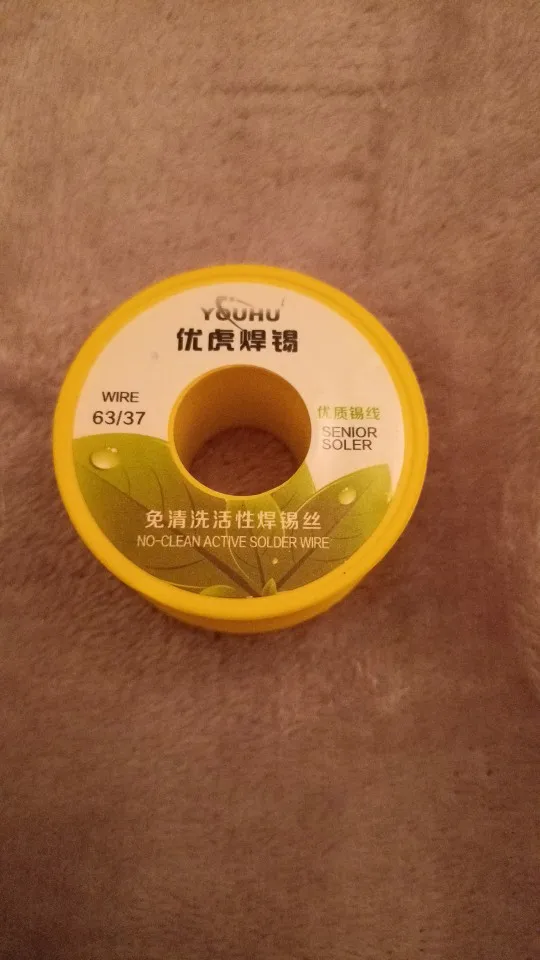 YOUHU
优虎焊锡
WIRE
63/37
优质锡线
SENIOR
SOLER
免清洗活性焊锡丝
NO-CLEAN ACTIVE SOLDER WIRE